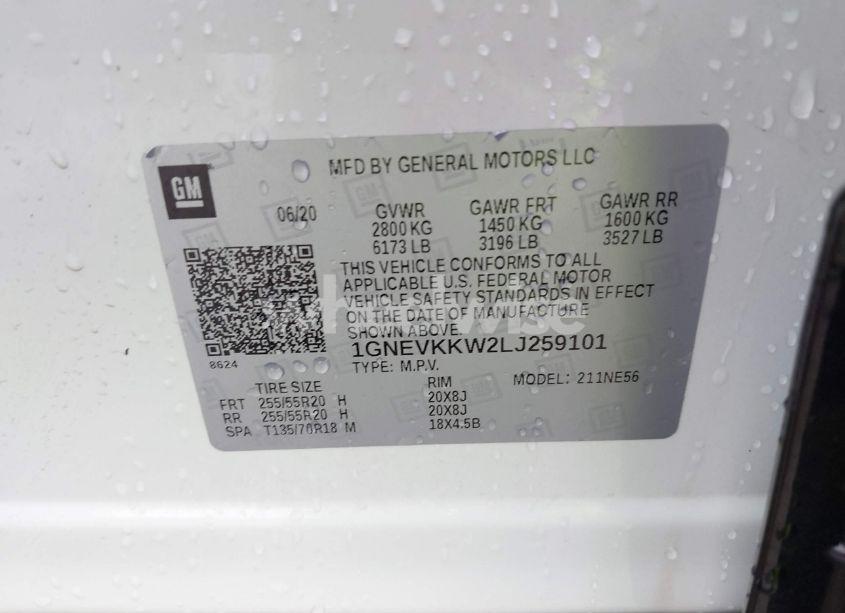 GM
MFD BY GENERAL MOTORS LLC
06/20 GVWR GAWR FRT GAWR RR
2800 KG 1450 KG 1600 KG
6173 LB 3196 LB 3527 LB
THIS VEHICLE CONFORMS TO ALL
APPLICABLE U.S. FEDERAL MOTOR
VEHICLE SAFETY STANDARDS IN EFFECT
ON THE DATE OF MANUFACTURE
SHOWN ABOVE.
8624 1GNEVKKW2LJ259101
TYPE: M.P.V. MODEL: 211NE56
TIRE SIZE RIM
FRT 255/55R20 H 20X8J
RR 255/55R20 H 20X8J
SPA T135/70R18 M 18X4.5B